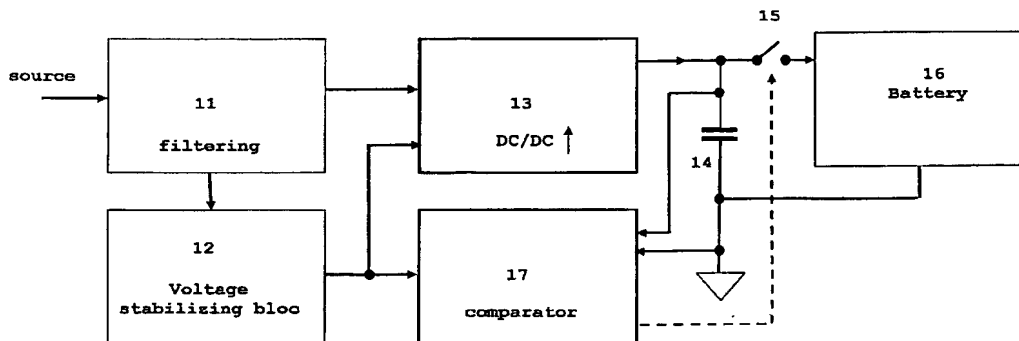 15
source
11
filtering
13
DC/DC ↑
16
Battery
14
12
Voltage
stabilizing bloc
17
comparator